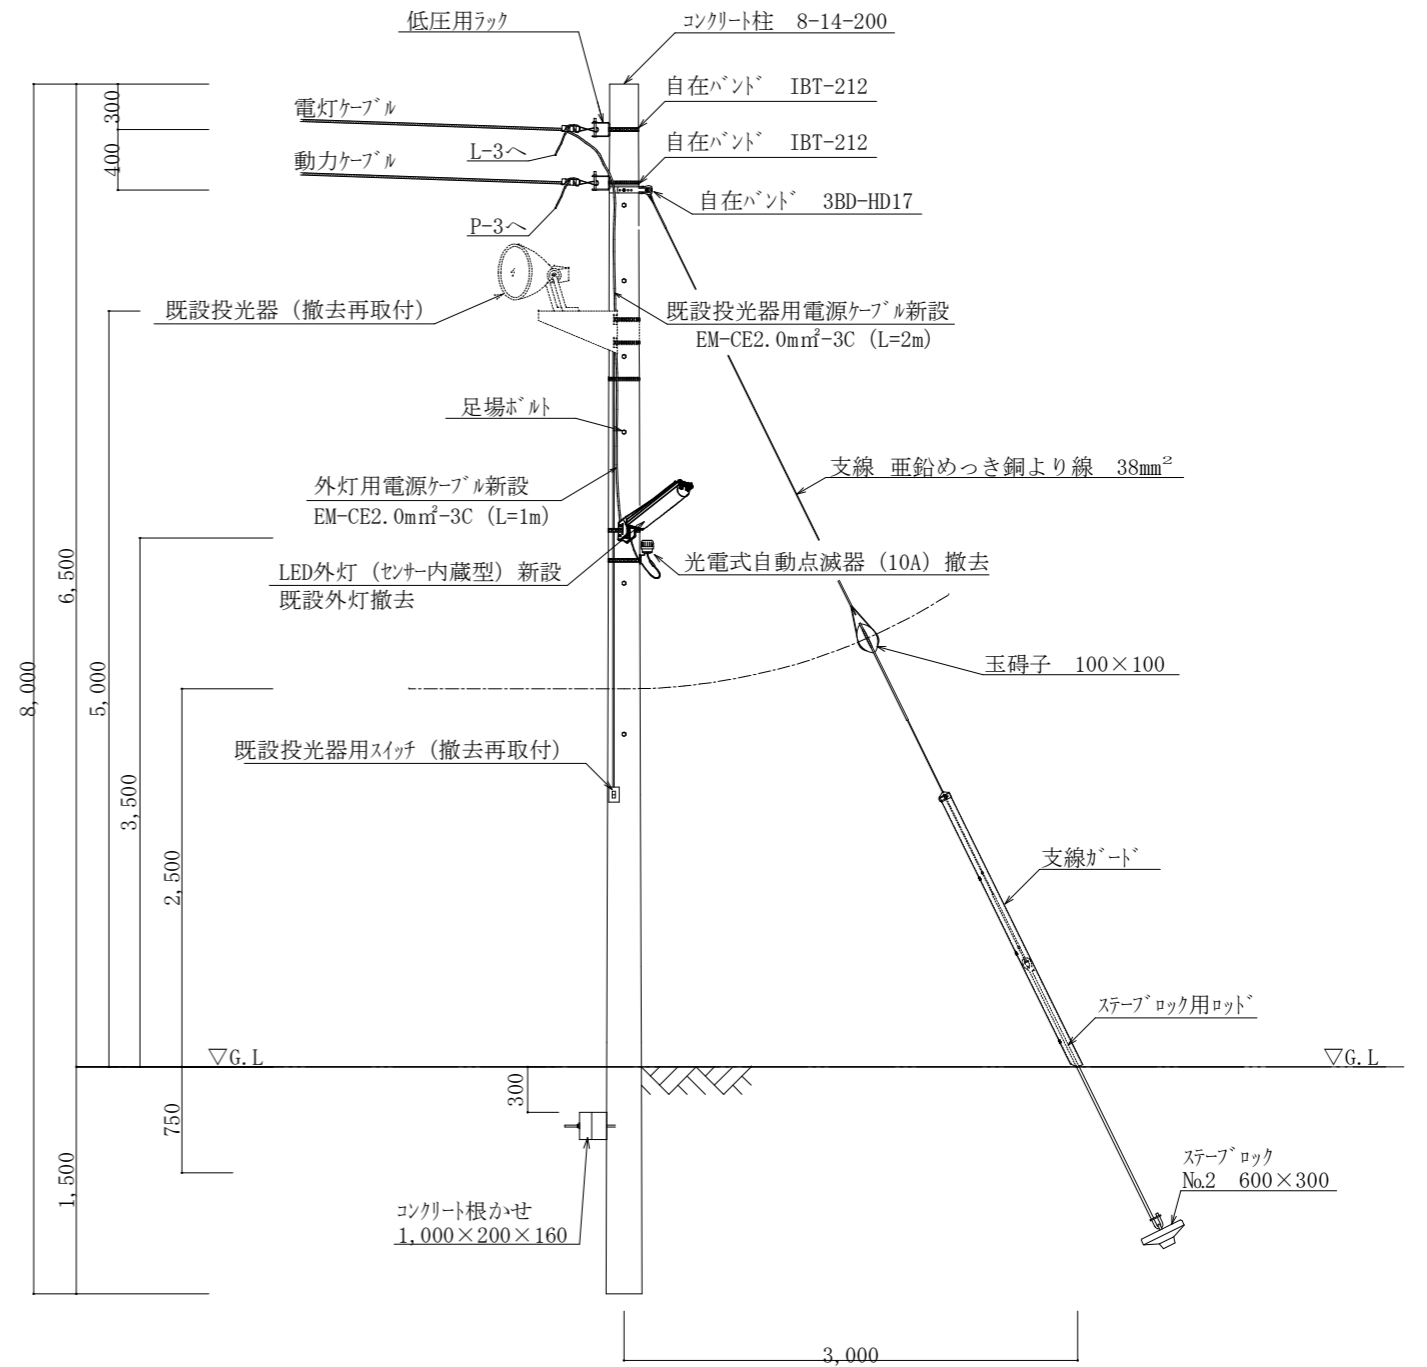 低圧用ラック
コンクリート柱　8-14-200
自在バンド　IBT-212
300
電灯ケーブル
自在バンド　IBT-212
L-3へ
400
動力ケーブル
自在バンド　3BD-HD17
P-3へ
既設投光器（撤去再取付）
既設投光器用電源ケーブル新設
EM-CE2.0m㎡-3C（L=2m）
足場ボルト
支線　亜鉛めっき銅より線　38mm²
外灯用電源ケーブル新設
EM-CE2.0m㎡-3C（L=1m）
光電式自動点滅器（10A）撤去
LED外灯（センサー内蔵型）新設
既設外灯撤去
6,500
玉碍子　100×100
8,000
5,000
既設投光器用スイッチ（撤去再取付）
3,500
2,500
支線ガード
ステーブロック用ロッド
▽G.L
▽G.L
300
750
ステーブロック
No.2　600×300
1,500
コンクリート根かせ
1,000×200×160
3,000